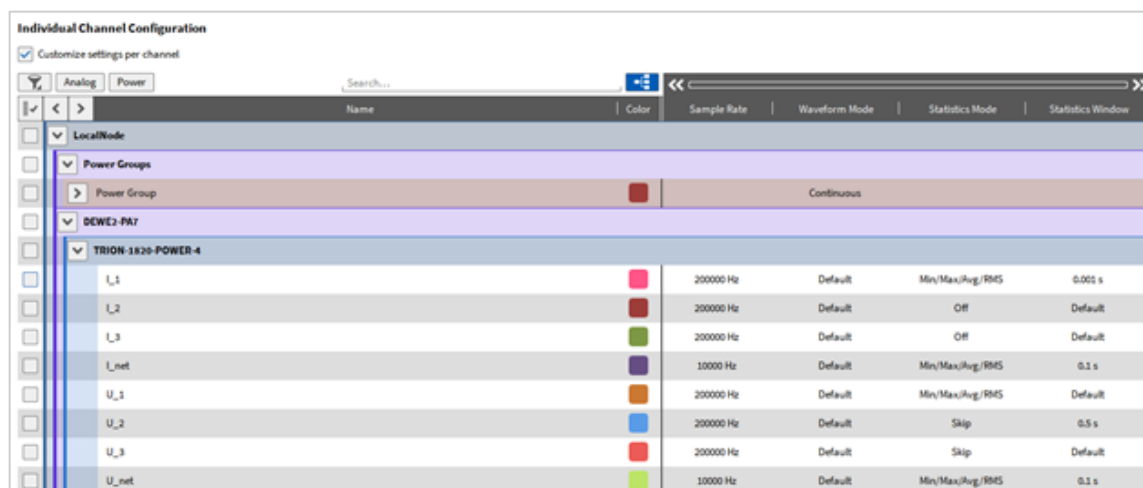 Individual Channel Configuration
Customize settings per channel
Analog Power Search...
Name Color Sample Rate Waveform Mode Statistics Mode Statistics Window
LocalNode
Power Groups
Power Group Continuous
DEWE2-PA7
TRION-1820-POWER-4
I_1 200000 Hz Default Min/Max/Avg/RMS 0.001 s
I_2 200000 Hz Default Off Default
I_3 200000 Hz Default Off Default
I_net 10000 Hz Default Min/Max/Avg/RMS 0.1 s
U_1 200000 Hz Default Min/Max/Avg/RMS Default
U_2 200000 Hz Default Skip 0.5 s
U_3 200000 Hz Default Skip Default
U_net 10000 Hz Default Min/Max/Avg/RMS 0.1 s